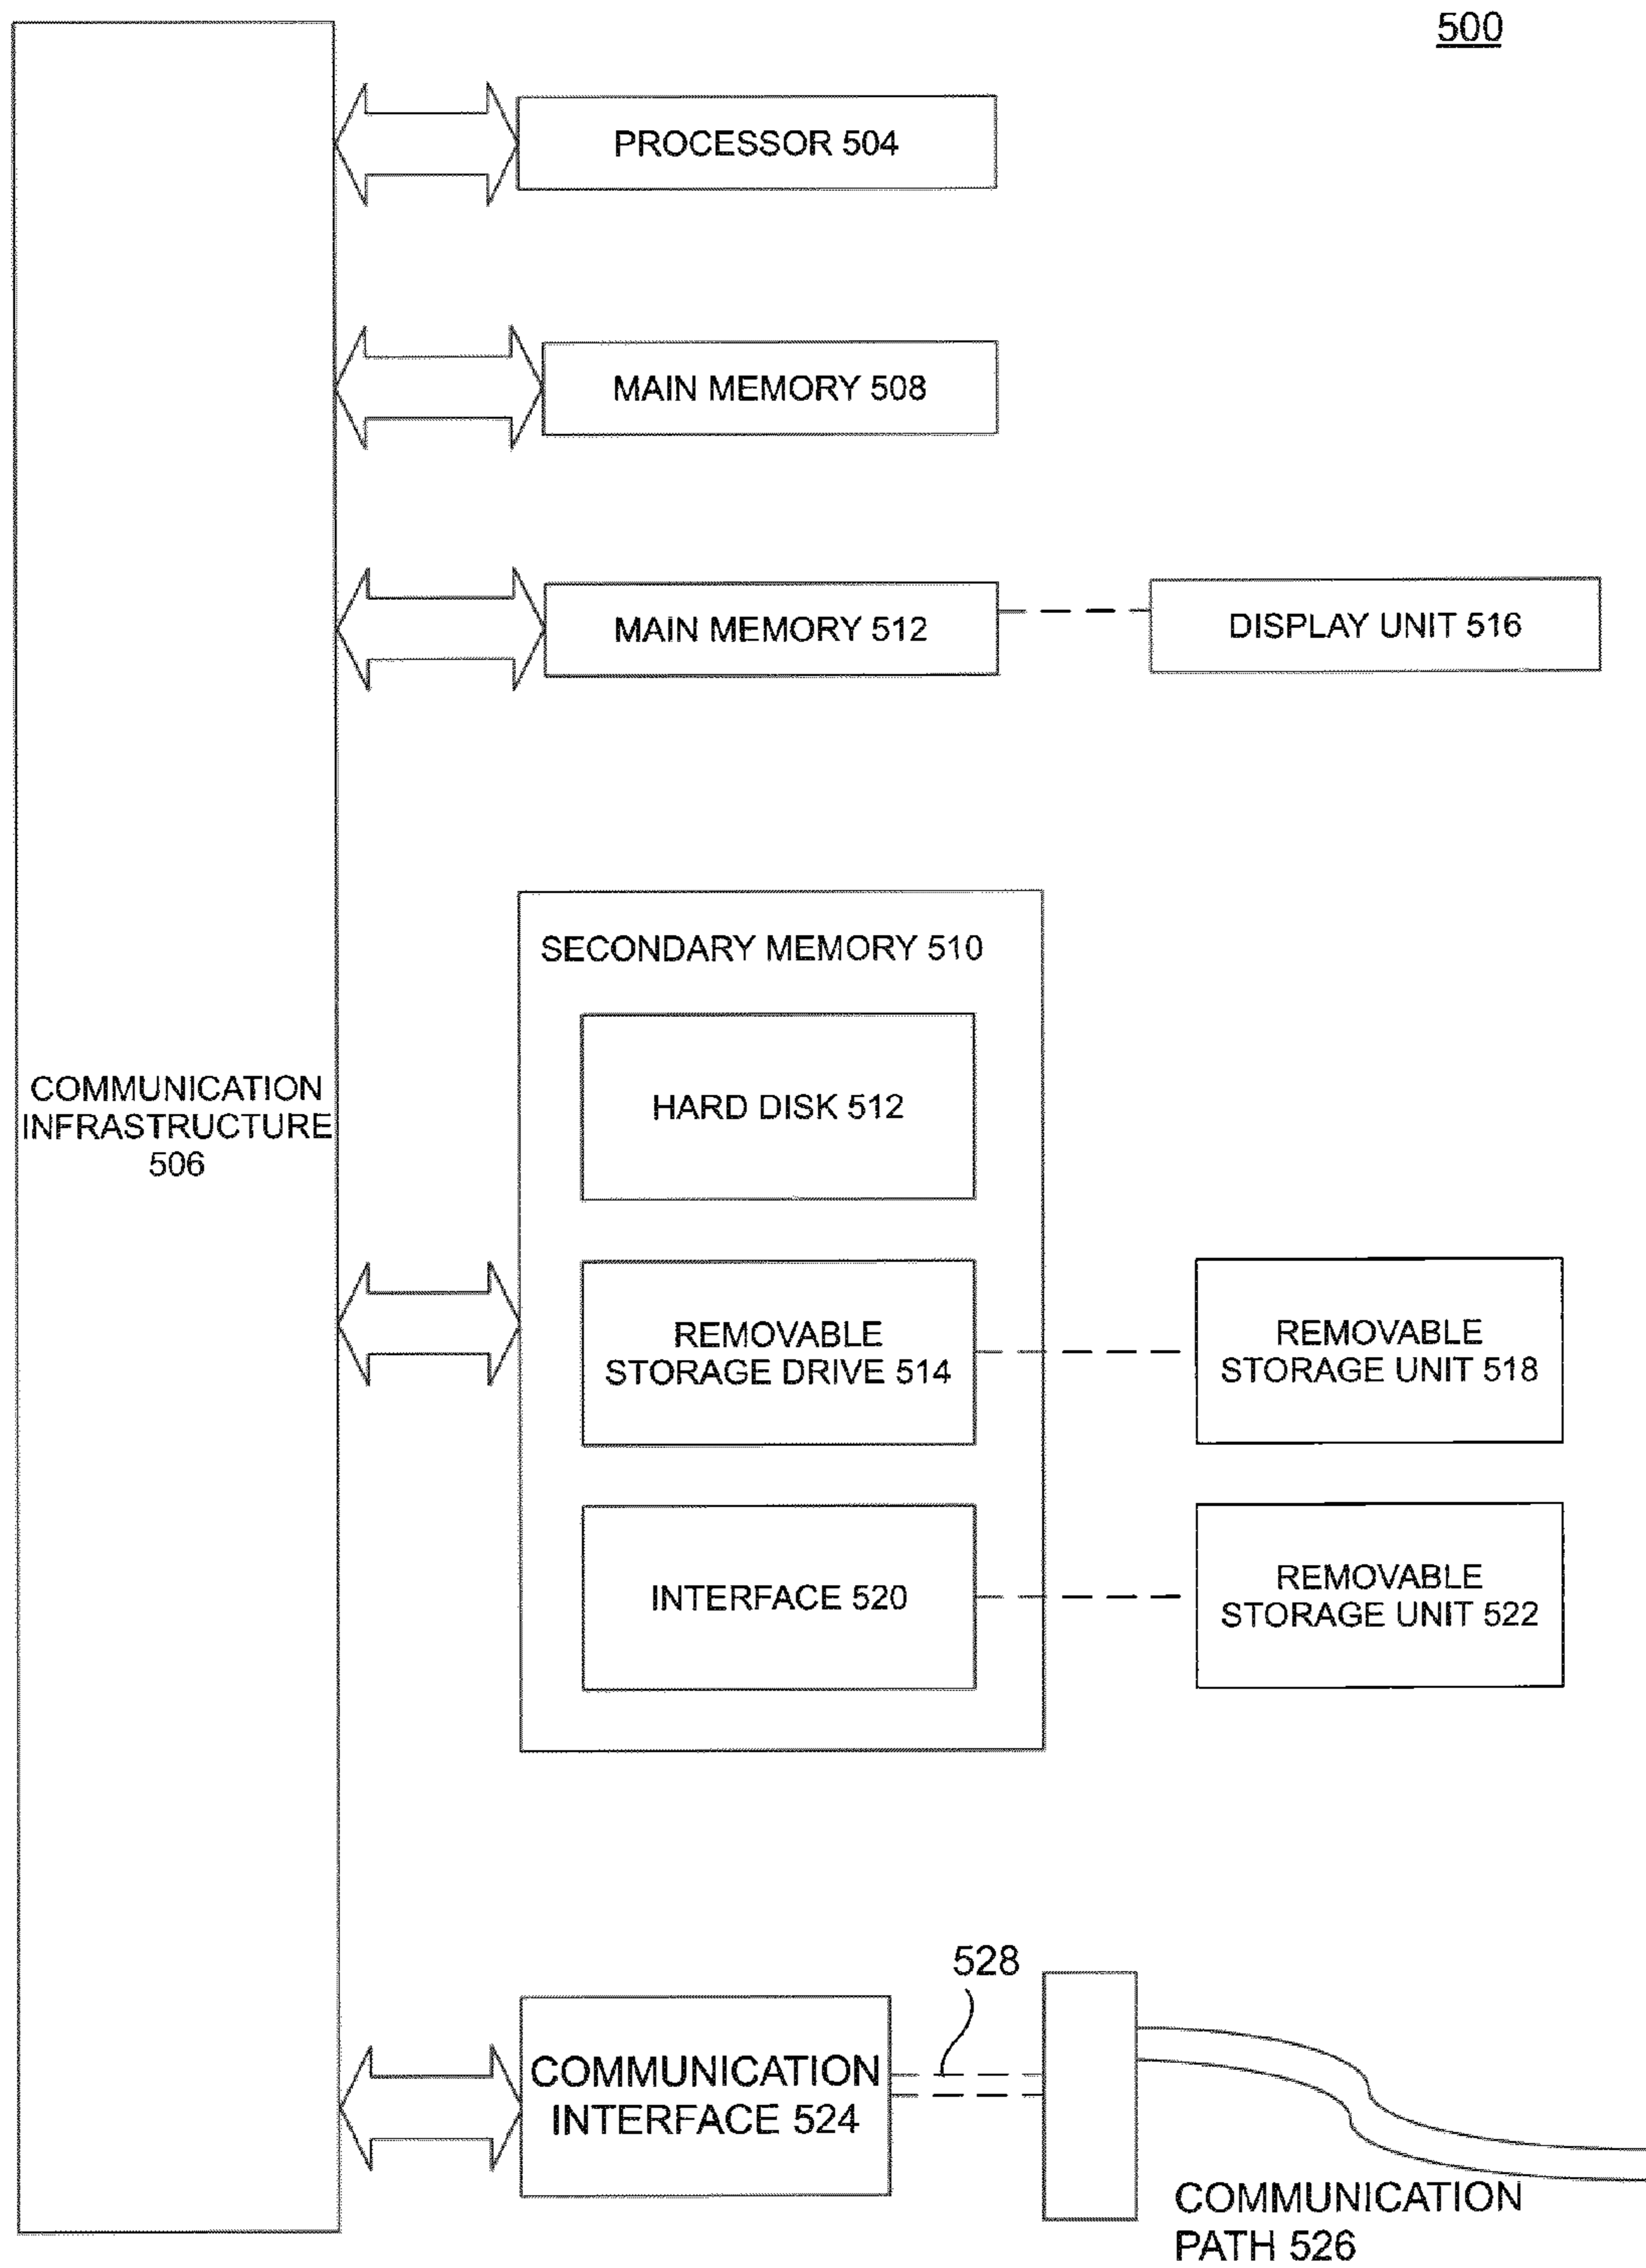 500
PROCESSOR 504
MAIN MEMORY 508
MAIN MEMORY 512
DISPLAY UNIT 516
SECONDARY MEMORY 510
HARD DISK 512
COMMUNICATION
INFRASTRUCTURE
506
REMOVABLE
STORAGE DRIVE 514
REMOVABLE
STORAGE UNIT 518
INTERFACE 520
REMOVABLE
STORAGE UNIT 522
528
COMMUNICATION
INTERFACE 524
COMMUNICATION
PATH 526